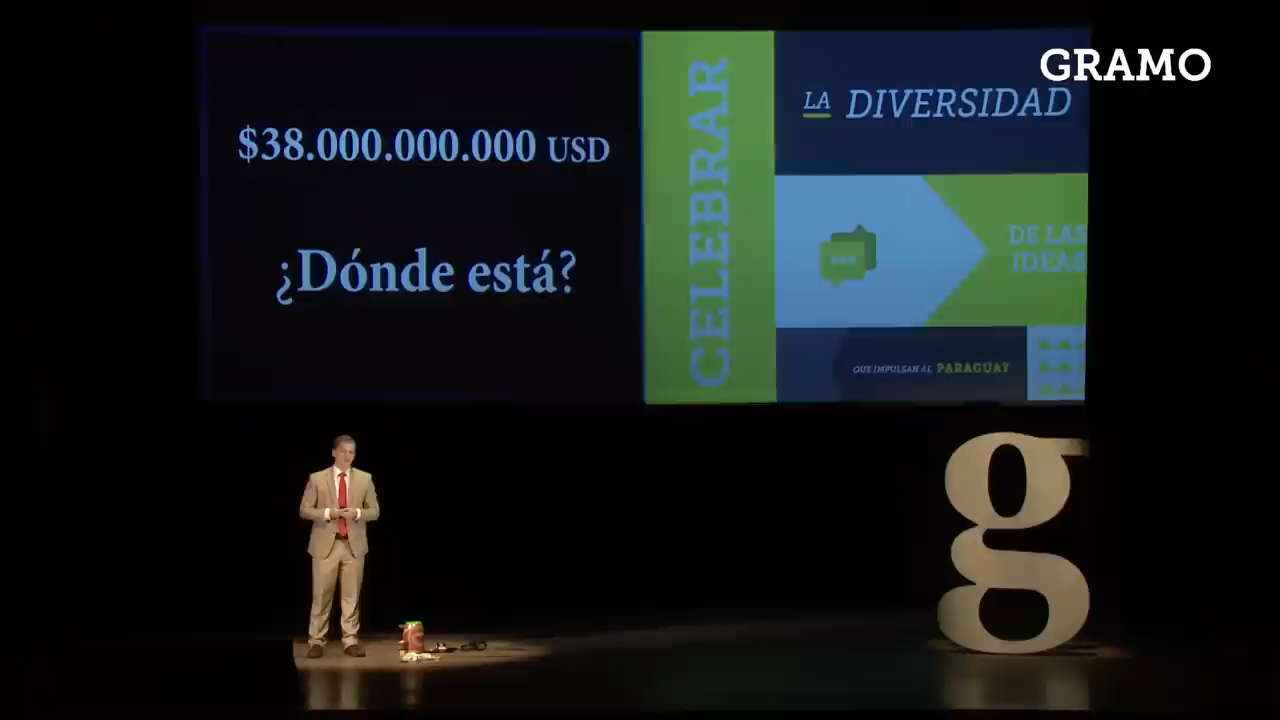 $38.000.000.000 USD
¿Dónde está?
CELEBRAR
LA DIVERSIDAD
DE LAS
IDEAS
QUE IMPULSAN AL PARAGUAY
GRAMO
g